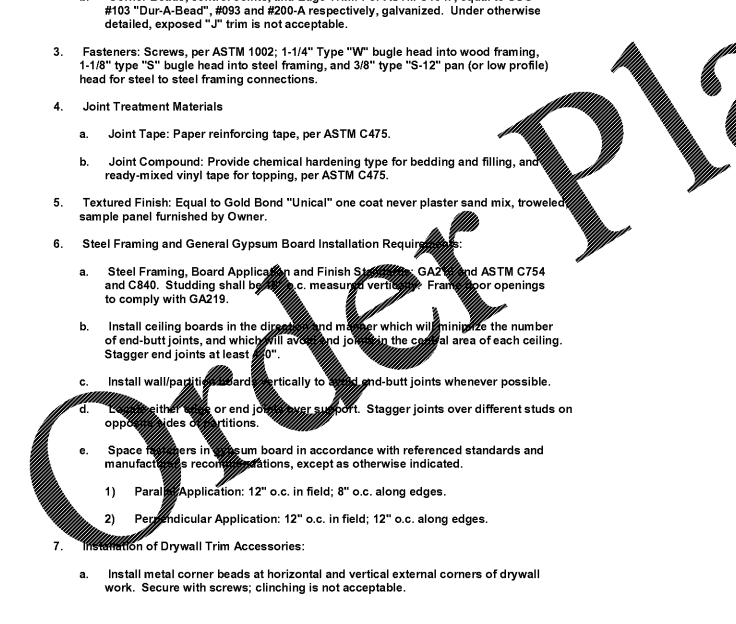 #103 "Dur-A-Bead", #093 and #200-A respectively, galvanized. Under otherwise
detailed, exposed "J" trim is not acceptable.
3. Fasteners: Screws, per ASTM 1002; 1-1/4" Type "W" bugle head into wood framing,
1-1/8" type "S" bugle head into steel framing, and 3/8" type "S-12" pan (or low profile)
head for steel to steel framing connections.
4. Joint Treatment Materials
a. Joint Tape: Paper reinforcing tape, per ASTM C475.
b. Joint Compound: Provide chemical hardening type for bedding and filling, and
ready-mixed vinyl tape for topping, per ASTM C475.
5. Textured Finish: Equal to Gold Bond "Unical" one coat never plaster sand mix, troweled,
sample panel furnished by Owner.
6. Steel Framing and General Gypsum Board Installation Requirements:
a. Steel Framing, Board Application and Finish Standards: and ASTM C754
and C840. Studding shall be o.c. measured vertically. Frame door openings
to comply with GA219.
b. Install ceiling boards in the direction and manner which will minimize the number
of end-butt joints, and which will avoid end joints in the central area of each ceiling.
Stagger end joints at least
c. Install wall/partition boards vertically to avoid end-butt joints whenever possible.
d. Locate either edge or end joints over support. Stagger joints over different studs on
opposite sides of partitions.
e. Space fasteners in gypsum board in accordance with referenced standards and
manufacturer's recommendations, except as otherwise indicated.
1) Parallel Application: 12" o.c. in field; 8" o.c. along edges.
2) Perpendicular Application: 12" o.c. in field; 12" o.c. along edges.
7. Installation of Drywall Trim Accessories:
a. Install metal corner beads at horizontal and vertical external corners of drywall
work. Secure with screws; clinching is not acceptable.
Order Pla